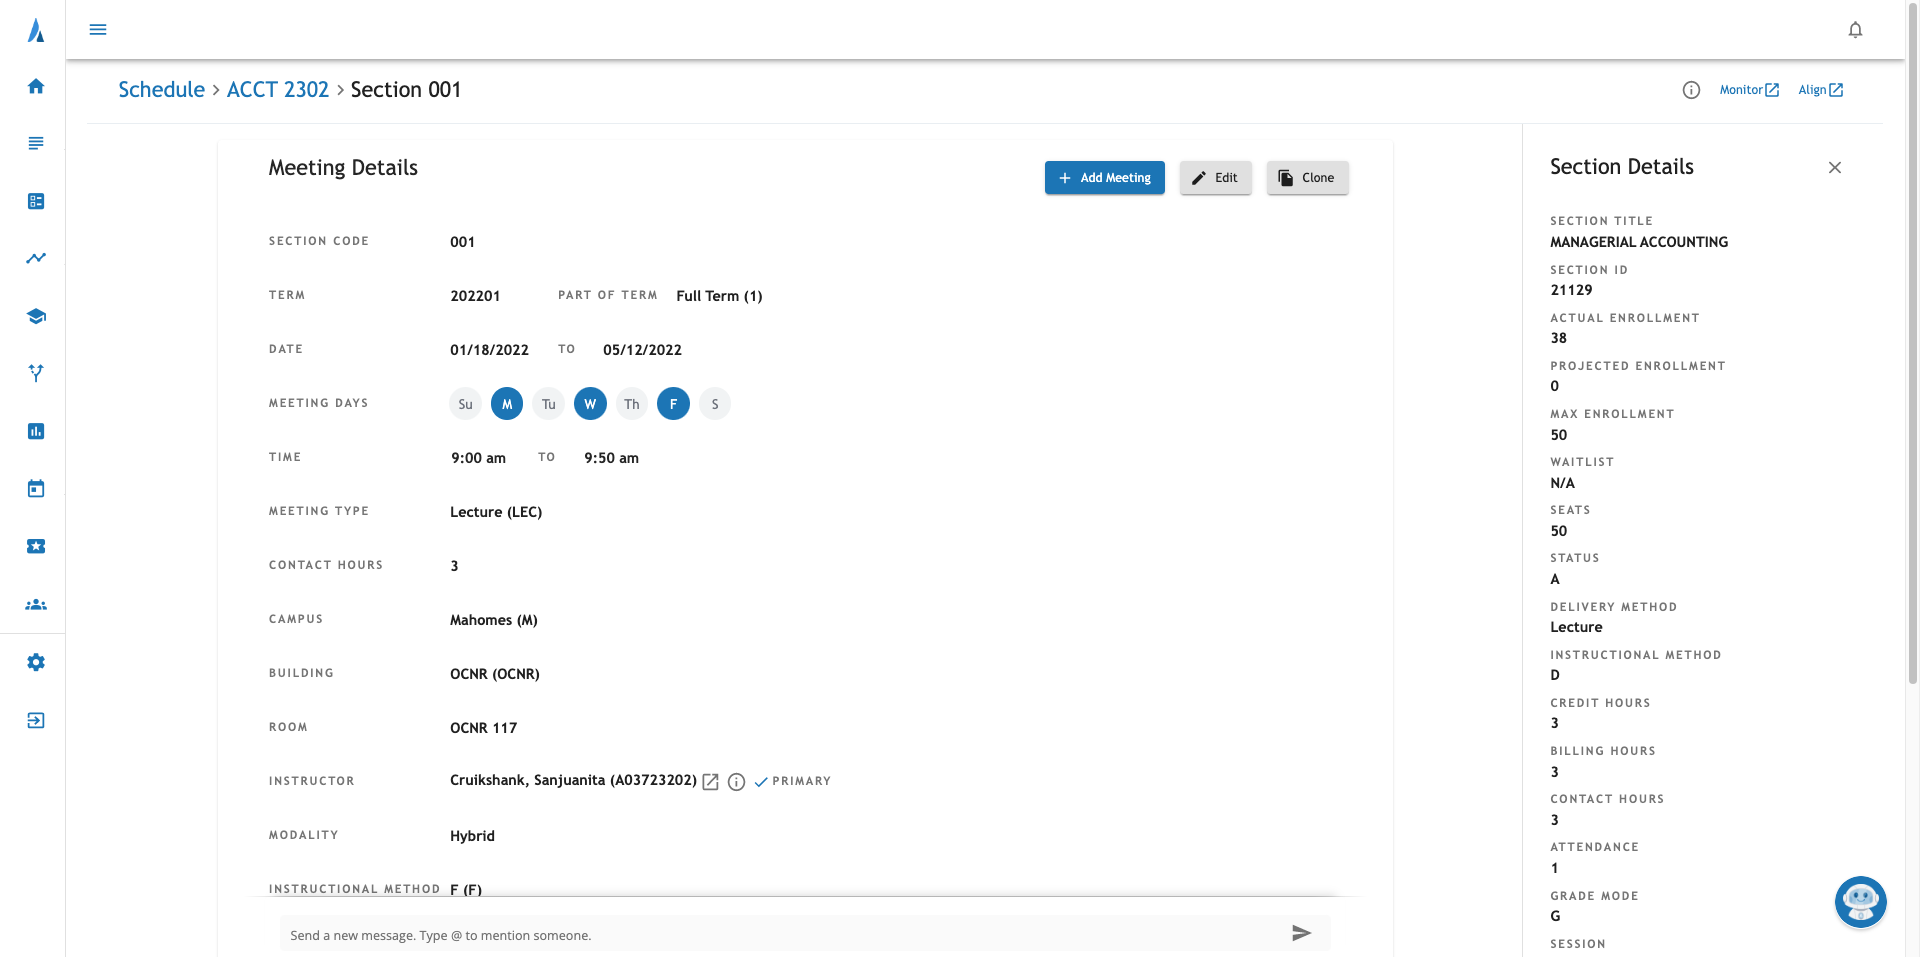 Schedule > ACCT 2302 > Section 001
Monitor
Align
Meeting Details
Add Meeting
Edit
Clone
SECTION CODE 001
TERM 202201 PART OF TERM Full Term (1)
DATE 01/18/2022 TO 05/12/2022
MEETING DAYS Su M Tu W Th F S
TIME 9:00 am TO 9:50 am
MEETING TYPE Lecture (LEC)
CONTACT HOURS 3
CAMPUS Mahomes (M)
BUILDING OCNR (OCNR)
ROOM OCNR 117
INSTRUCTOR Cruikshank, Sanjuanita (A03723202) PRIMARY
MODALITY Hybrid
INSTRUCTIONAL METHOD F (F)
Send a new message. Type @ to mention someone.
Section Details
SECTION TITLE
MANAGERIAL ACCOUNTING
SECTION ID
21129
ACTUAL ENROLLMENT
38
PROJECTED ENROLLMENT
0
MAX ENROLLMENT
50
WAITLIST
N/A
SEATS
50
STATUS
A
DELIVERY METHOD
Lecture
INSTRUCTIONAL METHOD
D
CREDIT HOURS
3
BILLING HOURS
3
CONTACT HOURS
3
ATTENDANCE
1
GRADE MODE
G
SESSION